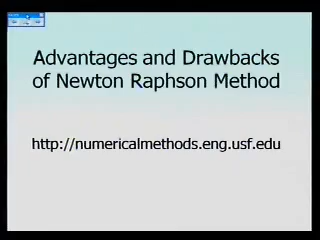 Advantages and Drawbacks
of Newton Raphson Method
http://numericalmethods.eng.usf.edu